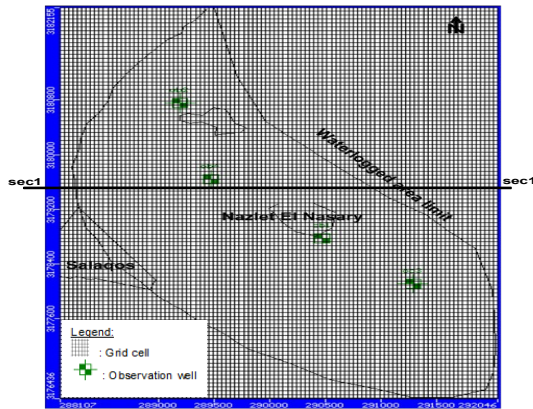 3182155
3180800
3180000
3179200
3178400
3177600
3176436
N
sec1
sec1
Waterlogged area limit
Nazlet El Nasary
Salaqos
Legend:
: Grid cell
: Observation well
288107
289000
289500
290000
290500
291000
291500
292046